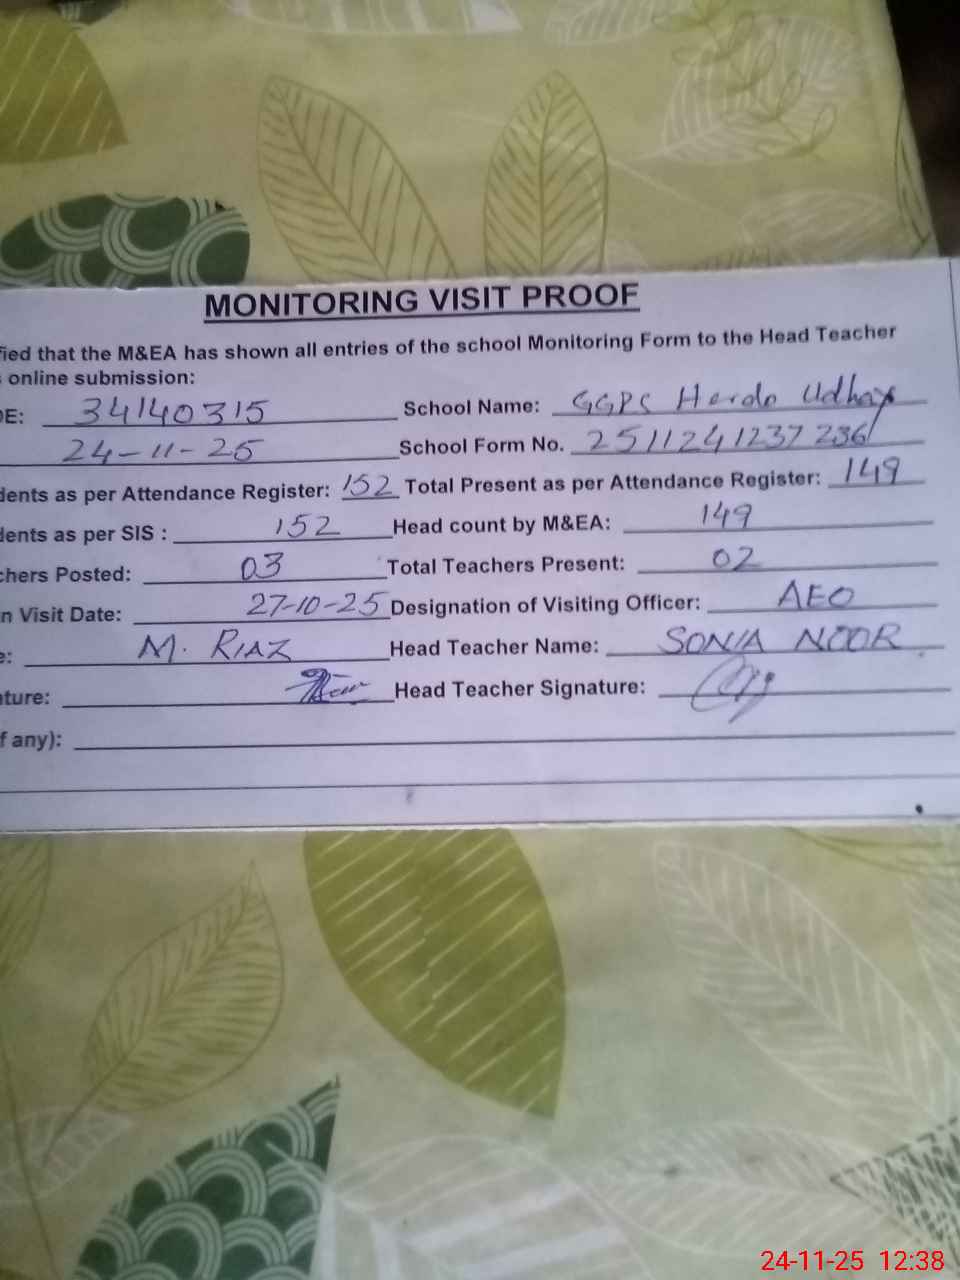 MONITORING VISIT PROOF
fied that the M&EA has shown all entries of the school Monitoring Form to the Head Teacher
online submission:
DE: 34140315 School Name: GGPS Herdo Udhay
24-11-25 School Form No. 2511241237236
dents as per Attendance Register: 152 Total Present as per Attendance Register: 149
dents as per SIS : 152 Head count by M&EA: 149
chers Posted: 03 Total Teachers Present: 02
n Visit Date: 27-10-25 Designation of Visiting Officer: AEO
e: M. RIAZ Head Teacher Name: SONIA NOOR
ature: Head Teacher Signature:
f any):
24-11-25 12:38